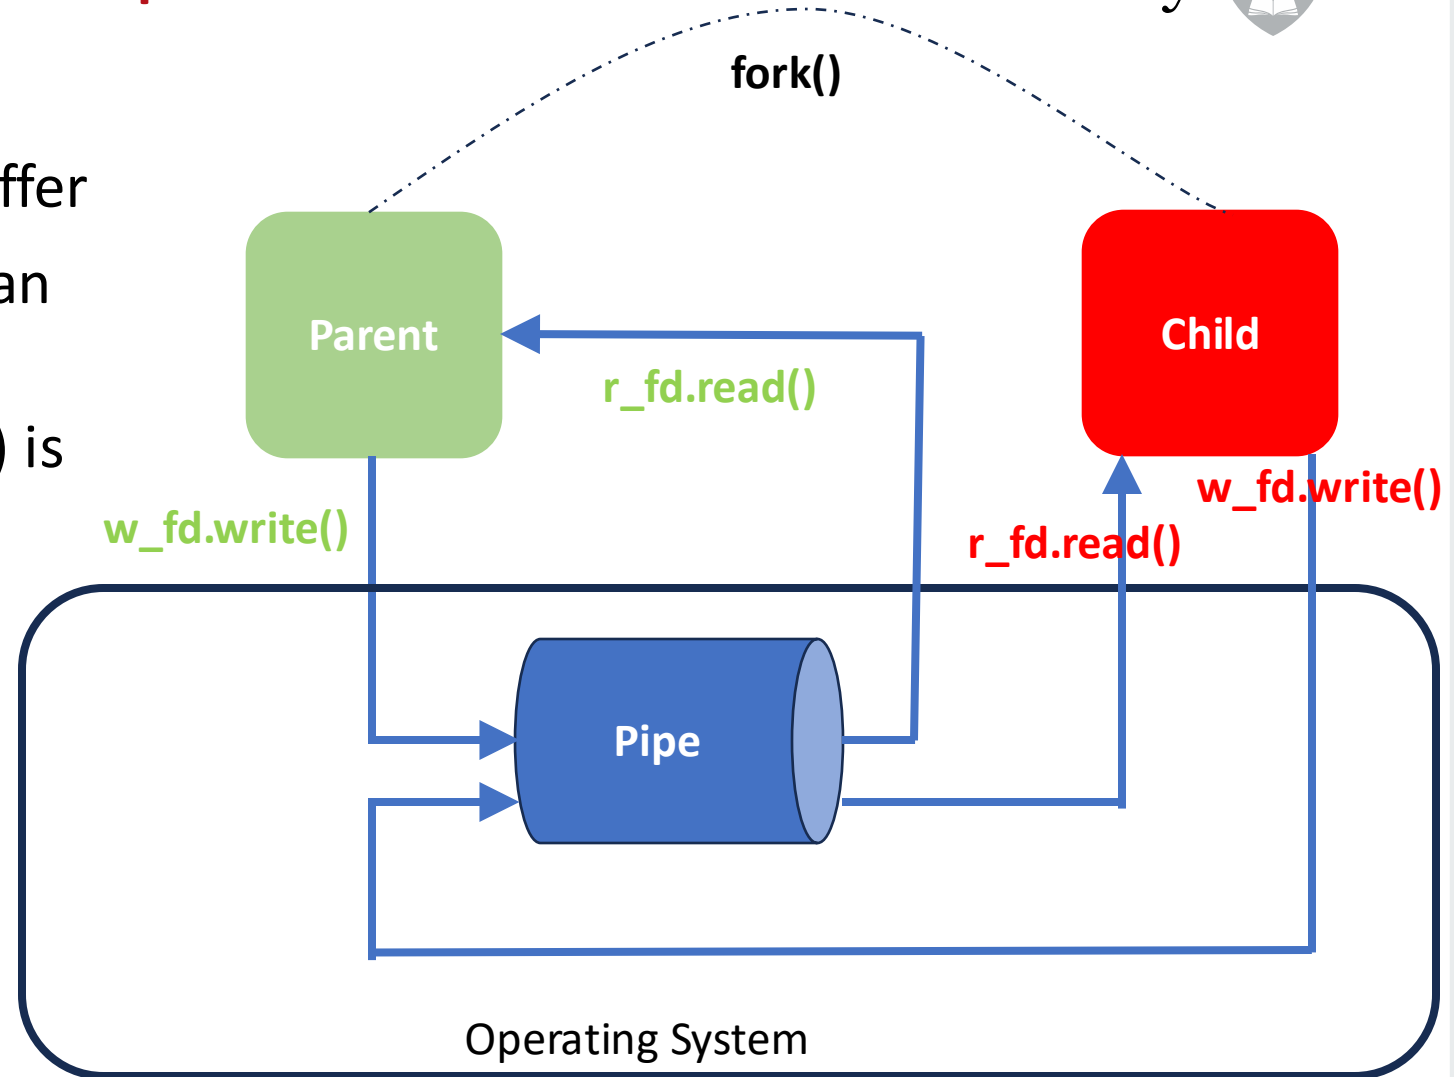 fork()
ffer
an
Parent
Child
r_fd.read()
) is
w_fd.write()
w_fd.write()
r_fd.read()
Pipe
Operating System